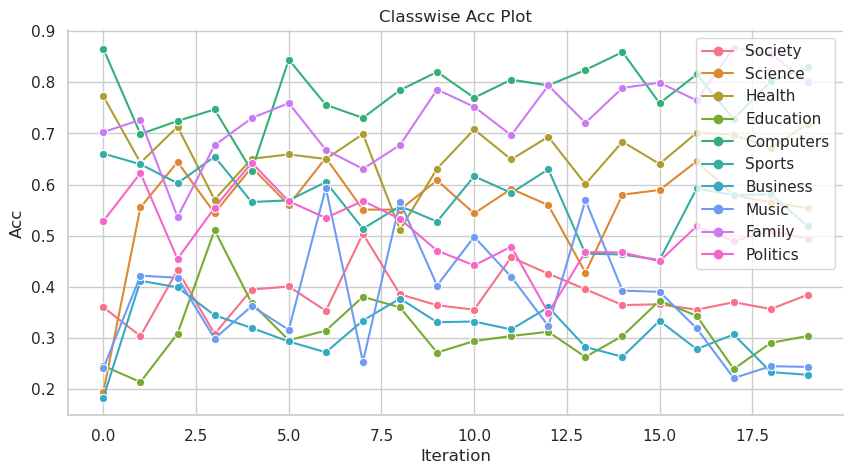 Classwise Acc Plot
0.9
0.8
0.7
0.6
0.5
0.4
0.3
0.2
Acc
0.0 2.5 5.0 7.5 10.0 12.5 15.0 17.5
Iteration
Society
Science
Health
Education
Computers
Sports
Business
Music
Family
Politics